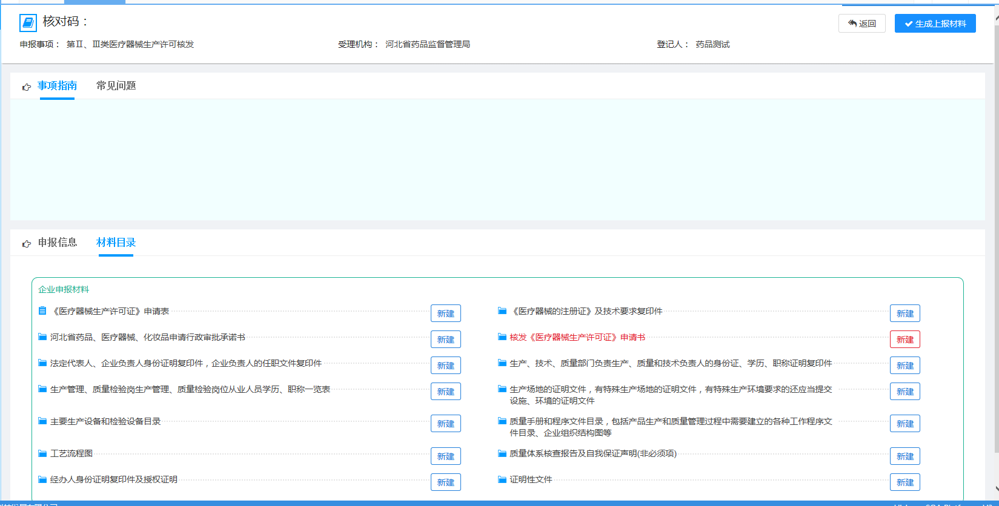 核对码：
返回
生成上报材料
申报事项： 第Ⅱ、Ⅲ类医疗器械生产许可核发
受理机构： 河北省药品监督管理局
登记人： 药品测试
事项指南
常见问题
申报信息
材料目录
企业申报材料
《医疗器械生产许可证》申请表
新建
《医疗器械的注册证》及技术要求复印件
新建
河北省药品、医疗器械、化妆品申请行政审批承诺书
新建
核发《医疗器械生产许可证》申请书
新建
法定代表人、企业负责人身份证明复印件，企业负责人的任职文件复印件
新建
生产、技术、质量部门负责生产、质量和技术负责人的身份证、学历、职称证明复印件
新建
生产管理、质量检验岗生产管理、质量检验岗位从业人员学历、职称一览表
新建
生产场地的证明文件，有特殊生产场地的证明文件，有特殊生产环境要求的还应当提交
设施、环境的证明文件
新建
主要生产设备和检验设备目录
新建
质量手册和程序文件目录，包括产品生产和质量管理过程中需要建立的各种工作程序文
件目录、企业组织结构图等
新建
工艺流程图
新建
质量体系核查报告及自我保证声明(非必须项)
新建
经办人身份证明复印件及授权证明
新建
证明性文件
新建